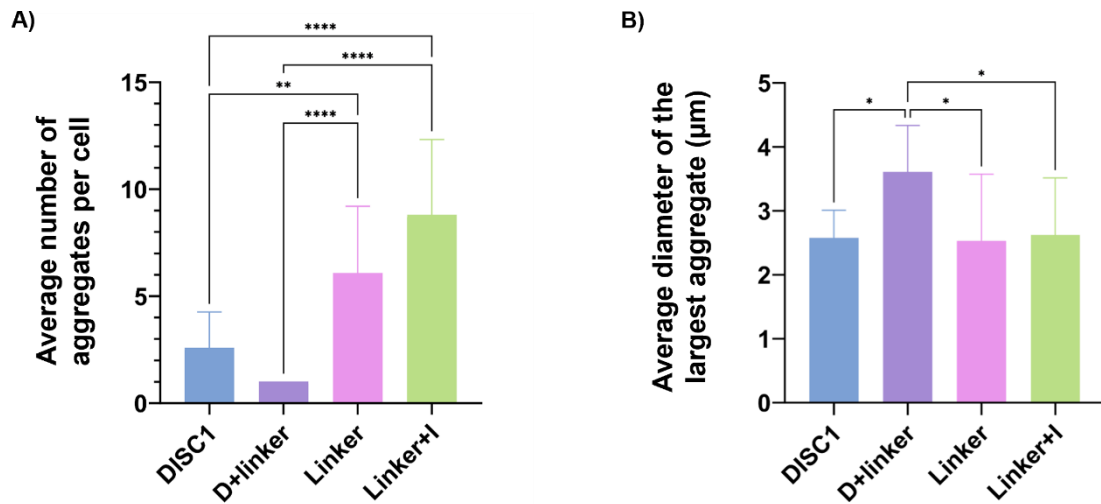 A)
Average number of
aggregates per cell
15
10
5
0
****
****
**
****
DISC1
D+linker
Linker
Linker+I
B)
Average diameter of the
largest aggregate (µm)
5
4
3
2
1
0
*
*
*
DISC1
D+linker
Linker
Linker+I